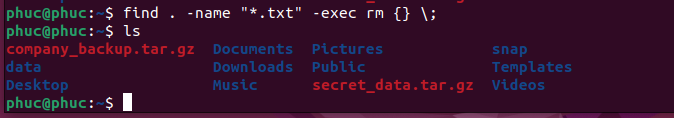 phuc@phuc:~$ find . -name "*.txt" -exec rm {} \;
phuc@phuc:~$ ls
company_backup.tar.gz  Documents  Pictures            snap
data                   Downloads  Public              Templates
Desktop                Music      secret_data.tar.gz  Videos
phuc@phuc:~$